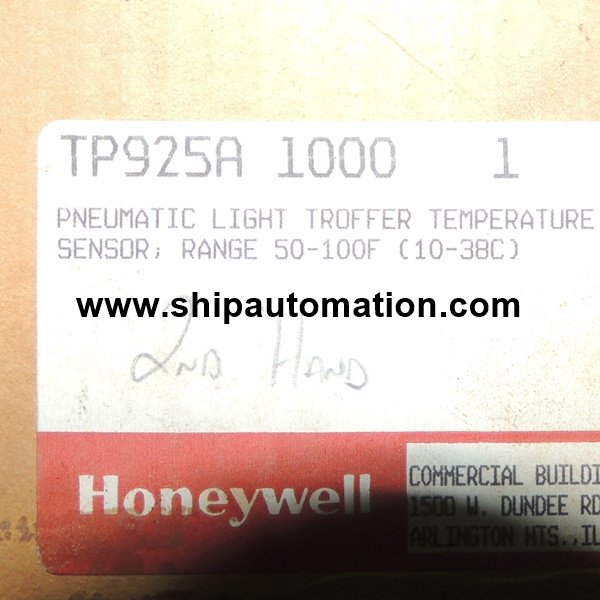 TP925A 1000 1
PNEUMATIC LIGHT TROFFER TEMPERATURE
SENSOR; RANGE 50-100F (10-38C)
www.shipautomation.com
2ND HAND
Honeywell
COMMERCIAL BUILDI
1500 W. DUNDEE RD
ARLINGTON HTS., IL